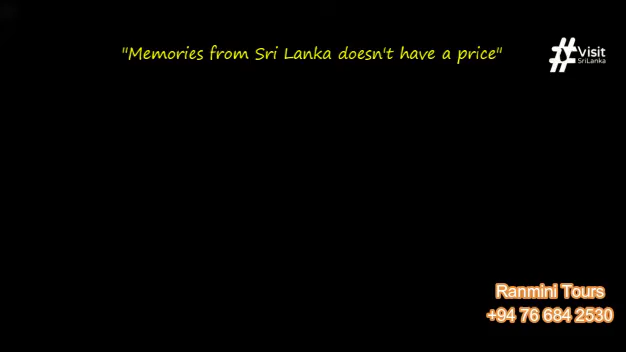 "Memories from Sri Lanka doesn't have a price"
#Visit
SriLanka
Ranmini Tours
+94 76 684 2530